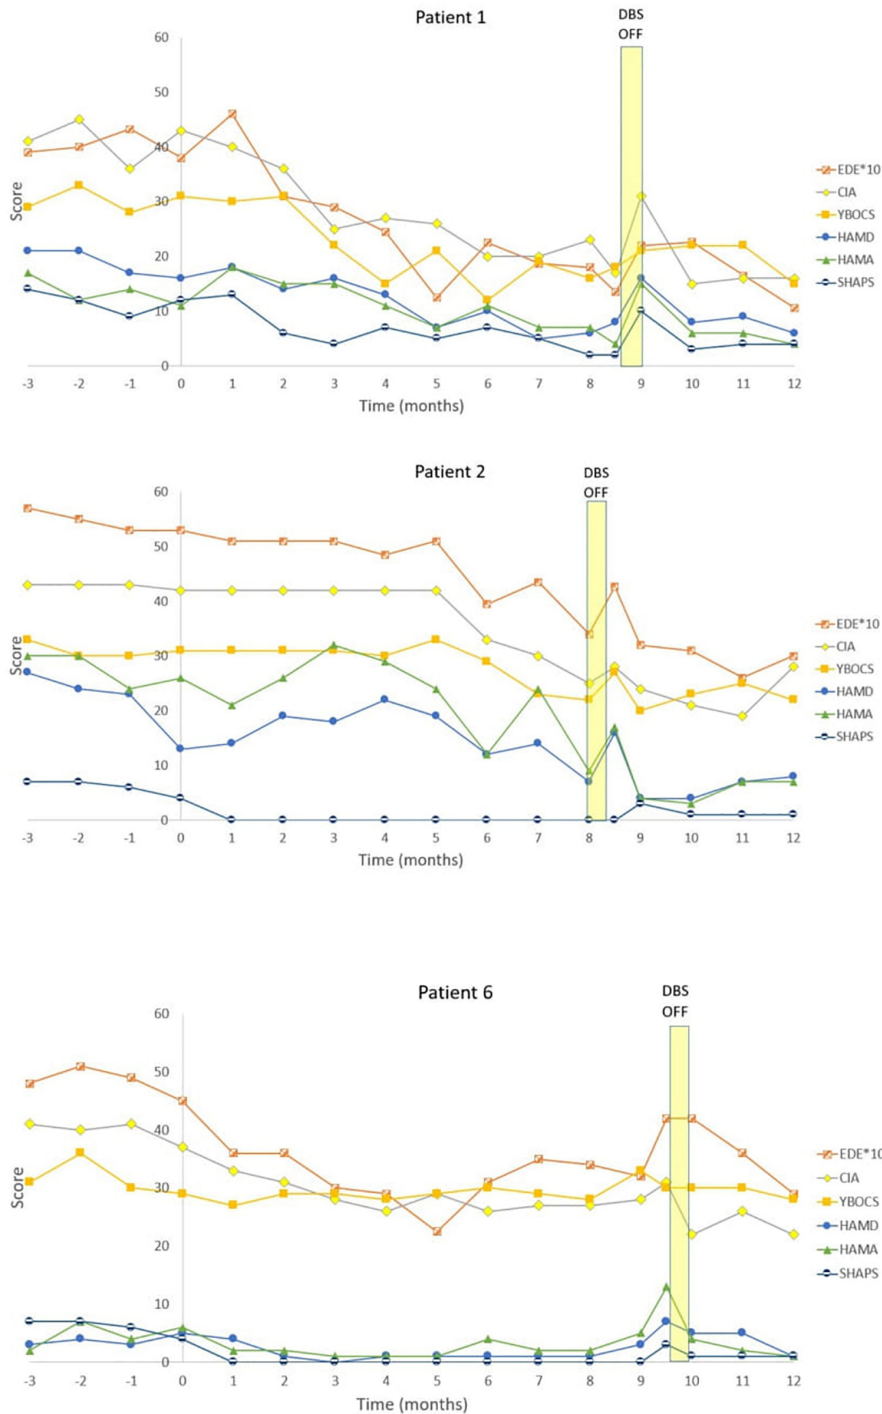 Patient 1
DBS
OFF
60
50
40
30
20
10
0
Score
-3 -2 -1 0 1 2 3 4 5 6 7 8 9 10 11 12
Time (months)
EDE*10
CIA
YBOCS
HAMD
HAMA
SHAPS
Patient 2
DBS
OFF
60
50
40
30
20
10
0
Score
-3 -2 -1 0 1 2 3 4 5 6 7 8 9 10 11 12
Time (months)
EDE*10
CIA
YBOCS
HAMD
HAMA
SHAPS
Patient 6
DBS
OFF
60
50
40
30
20
10
0
Score
-3 -2 -1 0 1 2 3 4 5 6 7 8 9 10 11 12
Time (months)
EDE*10
CIA
YBOCS
HAMD
HAMA
SHAPS